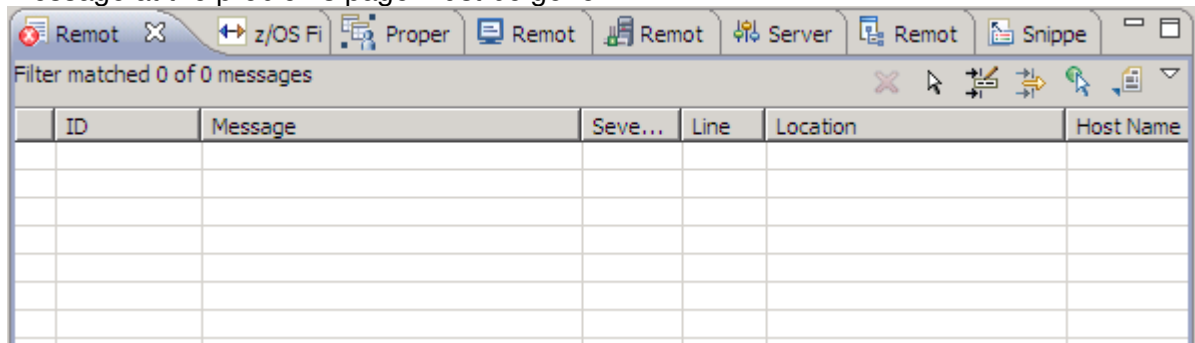 Remot z/OS Fi Proper Remot Remot Server Remot Snippe
Filter matched 0 of 0 messages
ID Message Seve... Line Location Host Name